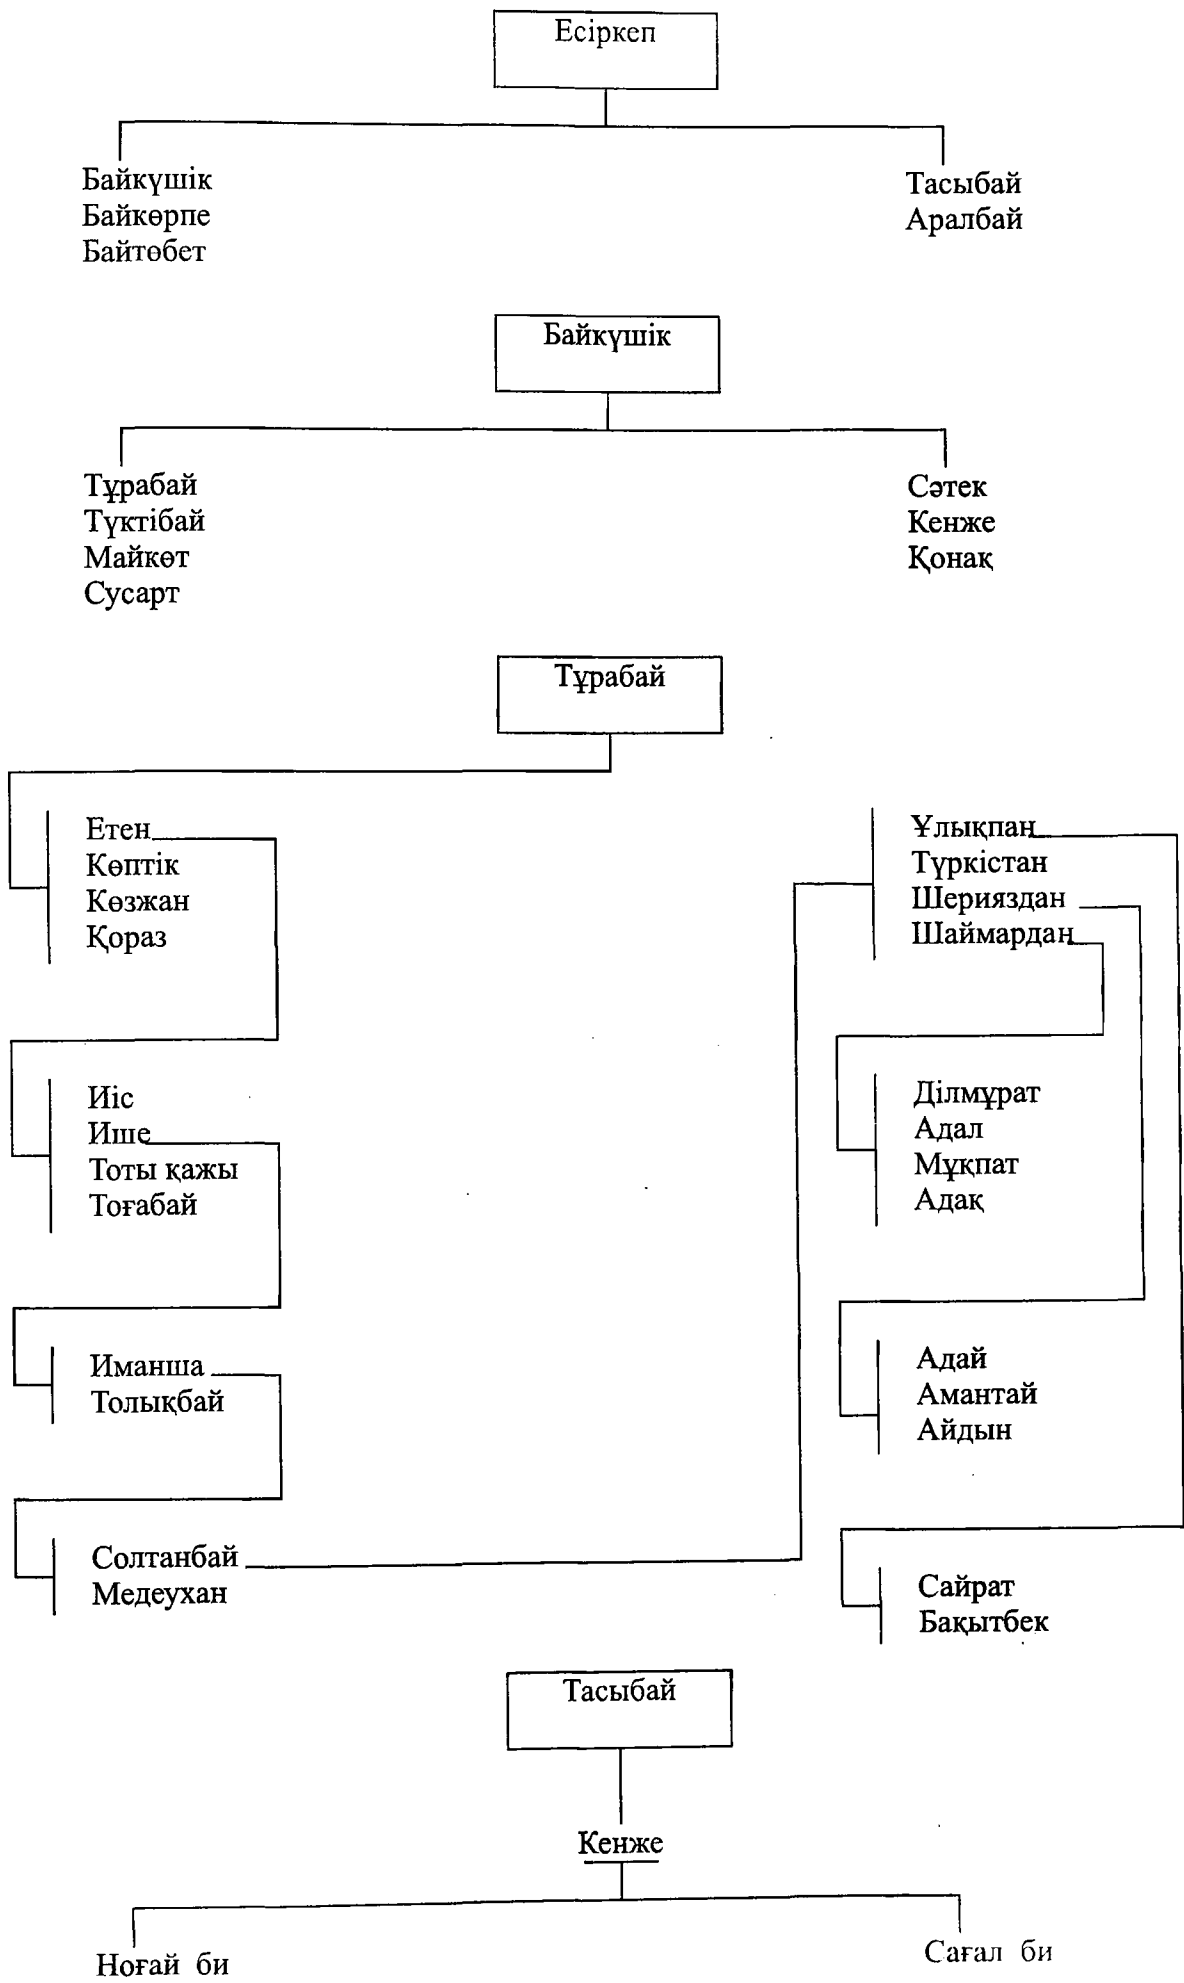 Есіркеп
Байкүшік
Байкөрпе
Байтөбет
Тасыбай
Аралбай
Байкүшік
Тұрабай
Түктібай
Майкөт
Сусарт
Сәтек
Кенже
Қонақ
Тұрабай
Етен
Көптік
Көзжан
Қораз
Иіс
Ише
Тоты қажы
Тоғабай
Иманша
Толықбай
Солтанбай
Медеухан
Ұлықпан
Түркістан
Шерияздан
Шаймардан
Ділмұрат
Адал
Мұқпат
Адақ
Адай
Амантай
Айдын
Сайрат
Бақытбек
Тасыбай
Кенже
Ноғай би
Сағал би